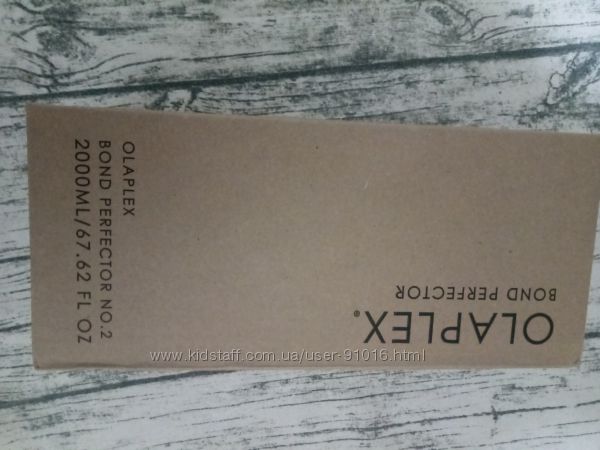 OLAPLEX®
BOND PERFECTOR
OLAPLEX
BOND PERFECTOR NO.2
2000ML/67.62 FL OZ
www.kidstaff.com.ua/user-91016.html